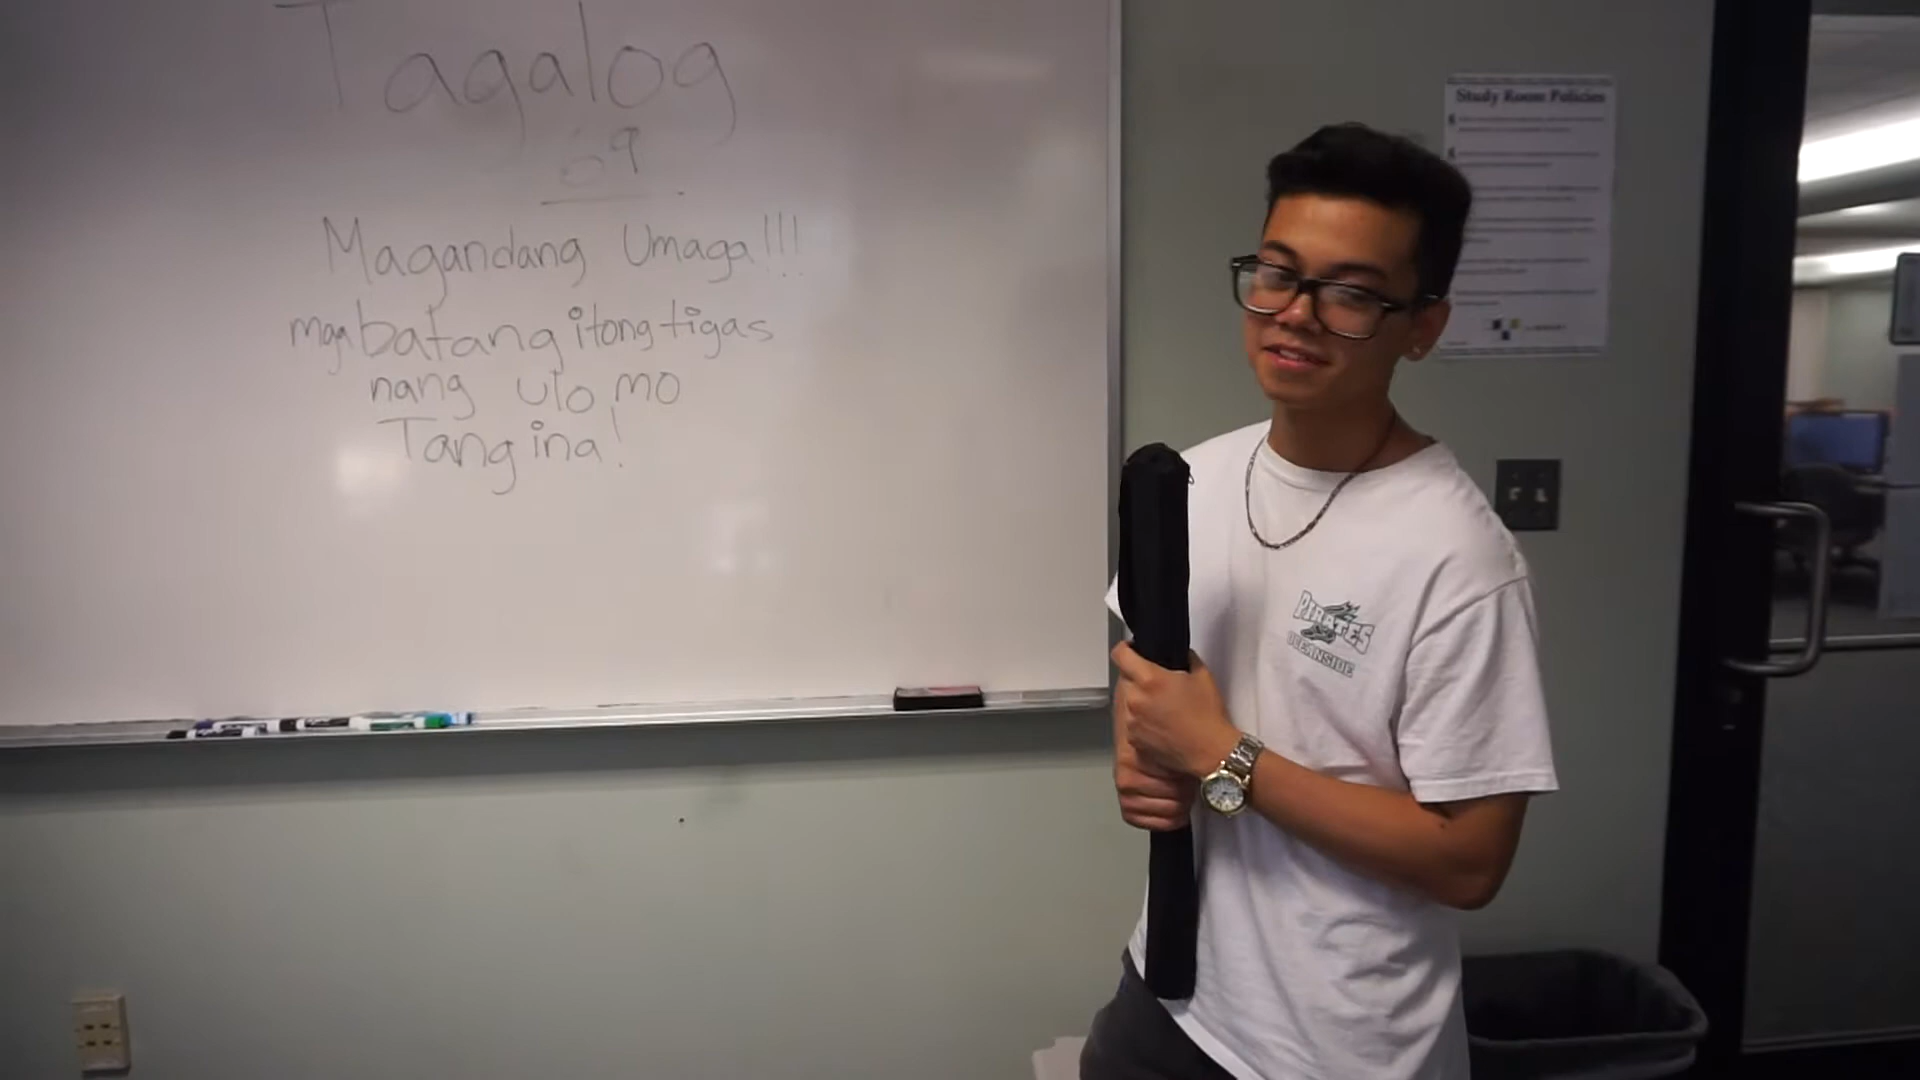 Tagalog
69
Magandang Umaga!!!
mga batang itong tigas
nang ulo mo
Tang ina!
Study Room Policies
PIRATES
OCEANSIDE